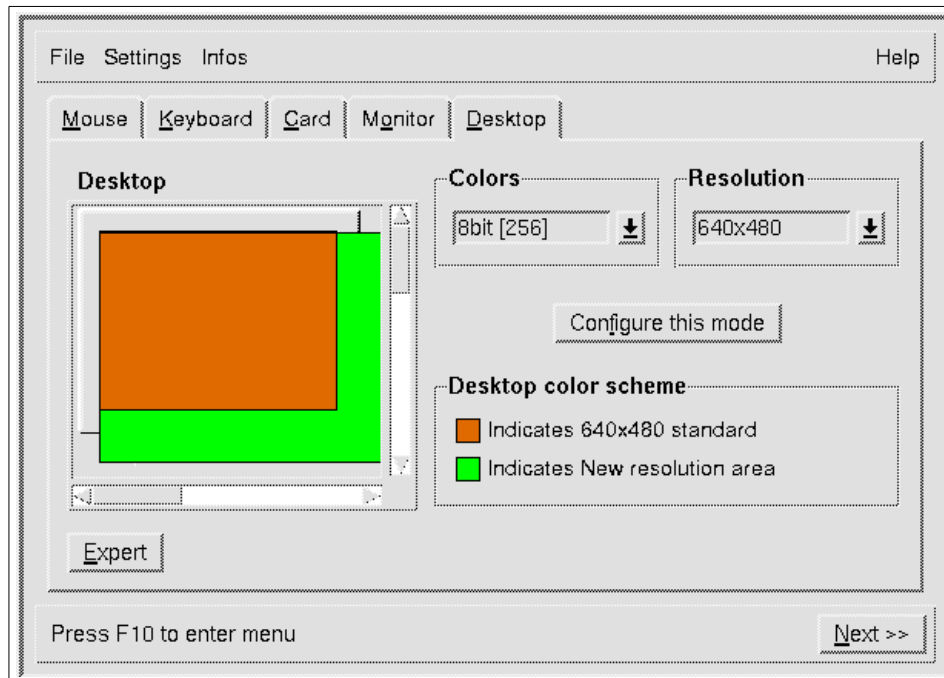 File Settings Infos Help
Mouse Keyboard Card Monitor Desktop
Desktop
Colors
8bit [256]
Resolution
640x480
Configure this mode
Desktop color scheme
Indicates 640x480 standard
Indicates New resolution area
Expert
Press F10 to enter menu
Next >>